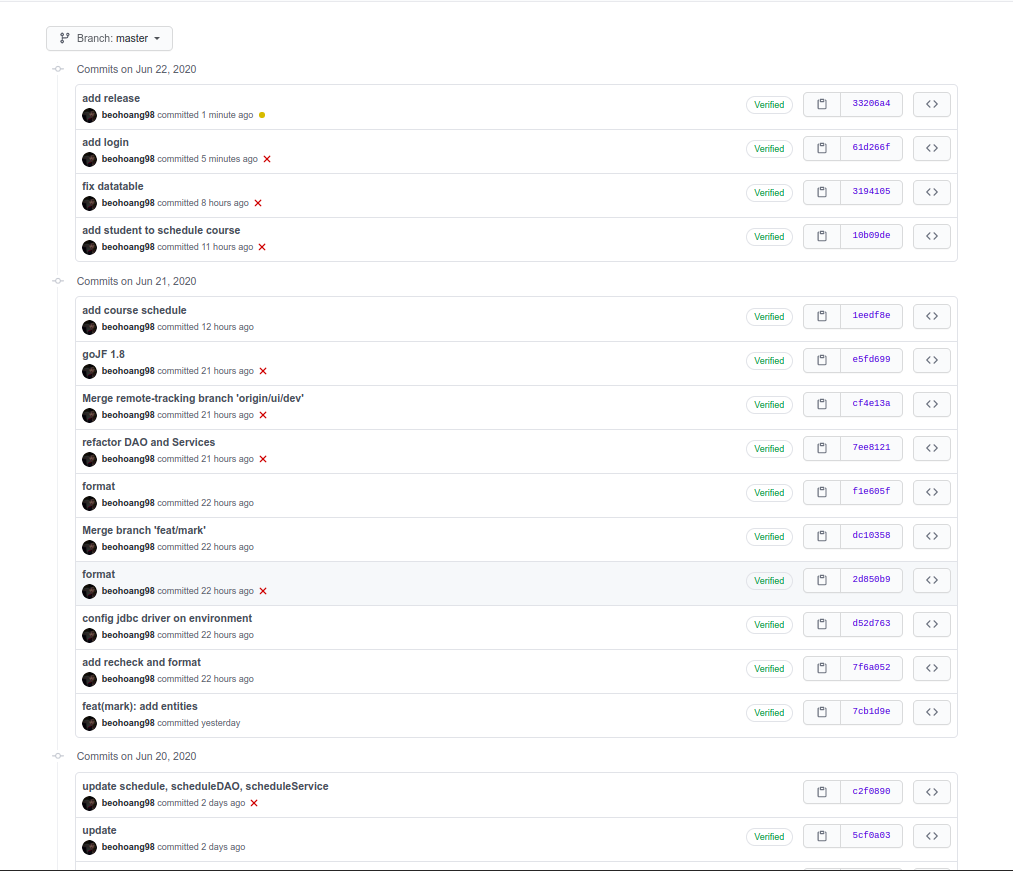 Branch: master
Commits on Jun 22, 2020
add release
beohoang98 committed 1 minute ago
Verified
33206a4
add login
beohoang98 committed 5 minutes ago
Verified
61d266f
fix datatable
beohoang98 committed 8 hours ago
Verified
3194105
add student to schedule course
beohoang98 committed 11 hours ago
Verified
10b09de
Commits on Jun 21, 2020
add course schedule
beohoang98 committed 12 hours ago
Verified
1eedf8e
goJF 1.8
beohoang98 committed 21 hours ago
Verified
e5fd699
Merge remote-tracking branch 'origin/ui/dev'
beohoang98 committed 21 hours ago
Verified
cf4e13a
refactor DAO and Services
beohoang98 committed 21 hours ago
Verified
7ee8121
format
beohoang98 committed 22 hours ago
Verified
f1e605f
Merge branch 'feat/mark'
beohoang98 committed 22 hours ago
Verified
dc10358
format
beohoang98 committed 22 hours ago
Verified
2d850b9
config jdbc driver on environment
beohoang98 committed 22 hours ago
Verified
d52d763
add recheck and format
beohoang98 committed 22 hours ago
Verified
7f6a052
feat(mark): add entities
beohoang98 committed yesterday
Verified
7cb1d9e
Commits on Jun 20, 2020
update schedule, scheduleDAO, scheduleService
beohoang98 committed 2 days ago
c2f0890
update
beohoang98 committed 2 days ago
Verified
5cf0a03